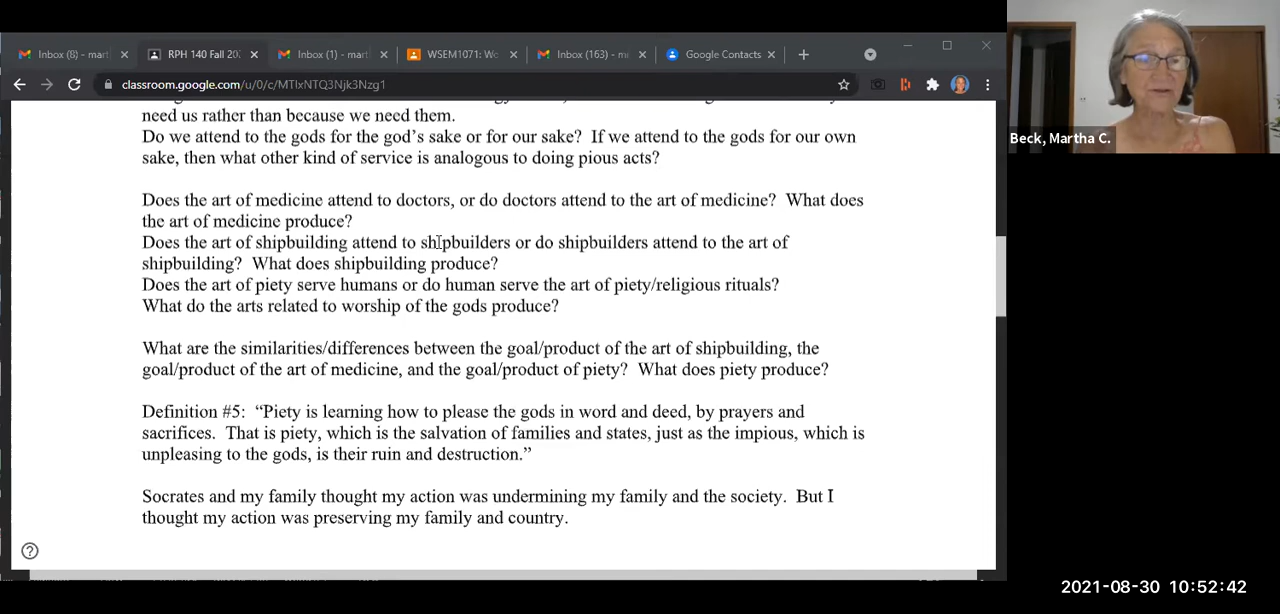 Inbox (8) - mart
RPH 140 Fall 20
Inbox (1) - mart
WSEM1071: Wo
Inbox (163) - m
Google Contacts
classroom.google.com/u/0/c/MTIxNTQ3Njk3Nzg1
need us rather than because we need them.
Do we attend to the gods for the god's sake or for our sake?  If we attend to the gods for our own
sake, then what other kind of service is analogous to doing pious acts?
Does the art of medicine attend to doctors, or do doctors attend to the art of medicine?  What does
the art of medicine produce?
Does the art of shipbuilding attend to shipbuilders or do shipbuilders attend to the art of
shipbuilding?  What does shipbuilding produce?
Does the art of piety serve humans or do human serve the art of piety/religious rituals?
What do the arts related to worship of the gods produce?
What are the similarities/differences between the goal/product of the art of shipbuilding, the
goal/product of the art of medicine, and the goal/product of piety?  What does piety produce?
Definition #5:  “Piety is learning how to please the gods in word and deed, by prayers and
sacrifices.  That is piety, which is the salvation of families and states, just as the impious, which is
unpleasing to the gods, is their ruin and destruction.”
Socrates and my family thought my action was undermining my family and the society.  But I
thought my action was preserving my family and country.
Beck, Martha C.
2021-08-30 10:52:42